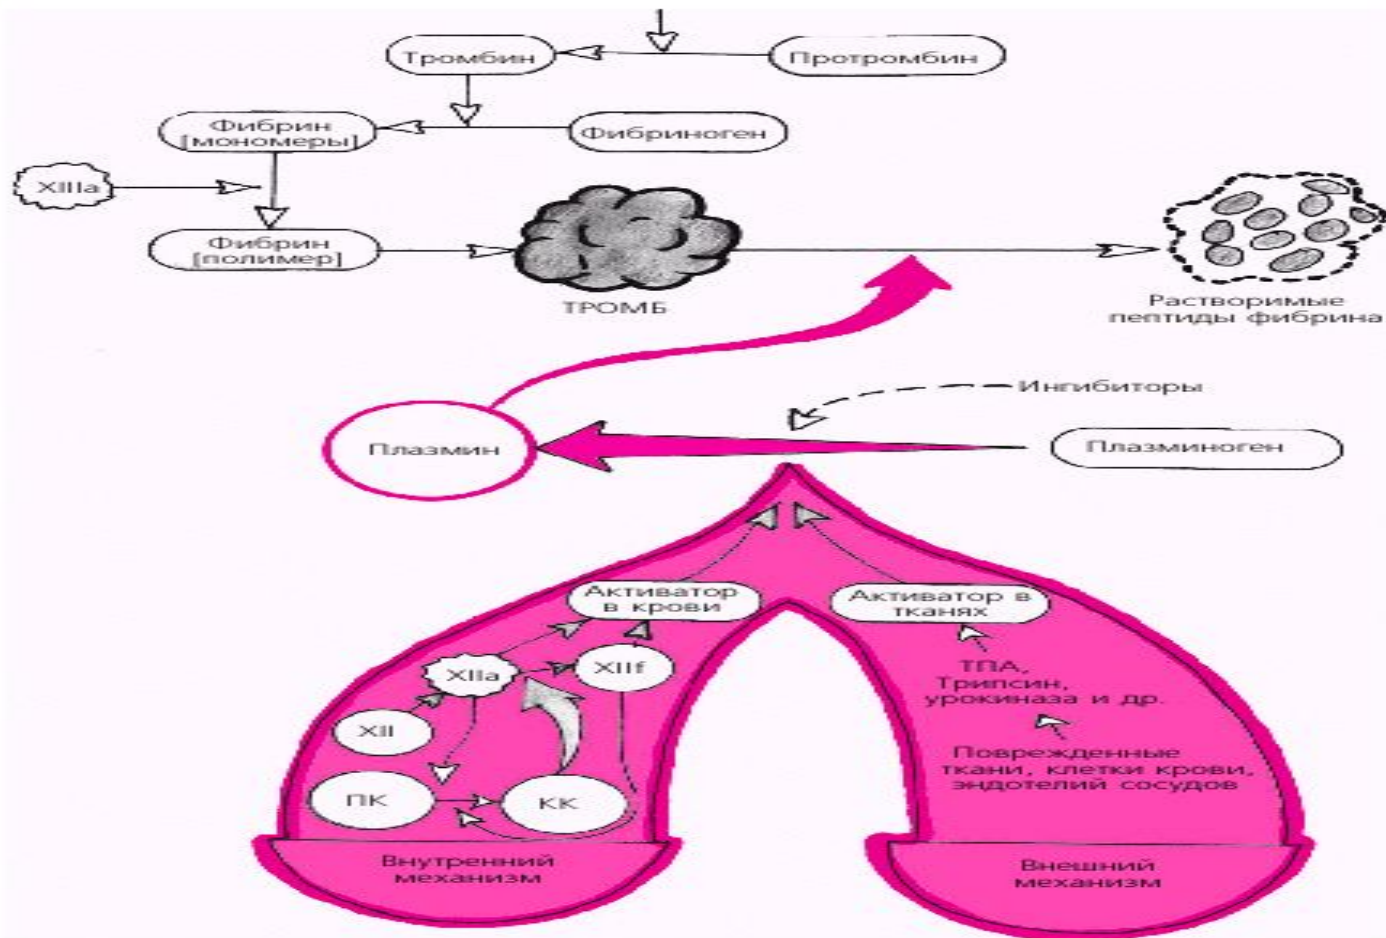 Тромбин
Протромбин
Фибрин
[мономеры]
Фибриноген
XIIIa
Фибрин
[полимер]
ТРОМБ
Растворимые
пептиды фибрина
Ингибиторы
Плазмин
Плазминоген
Активатор
в крови
Активатор в
тканях
XIIa
XIIf
ТПА,
Трипсин,
урокиназа и др.
XII
Поврежденные
ткани, клетки крови,
эндотелий сосудов
ПК
КК
Внутренний
механизм
Внешний
механизм